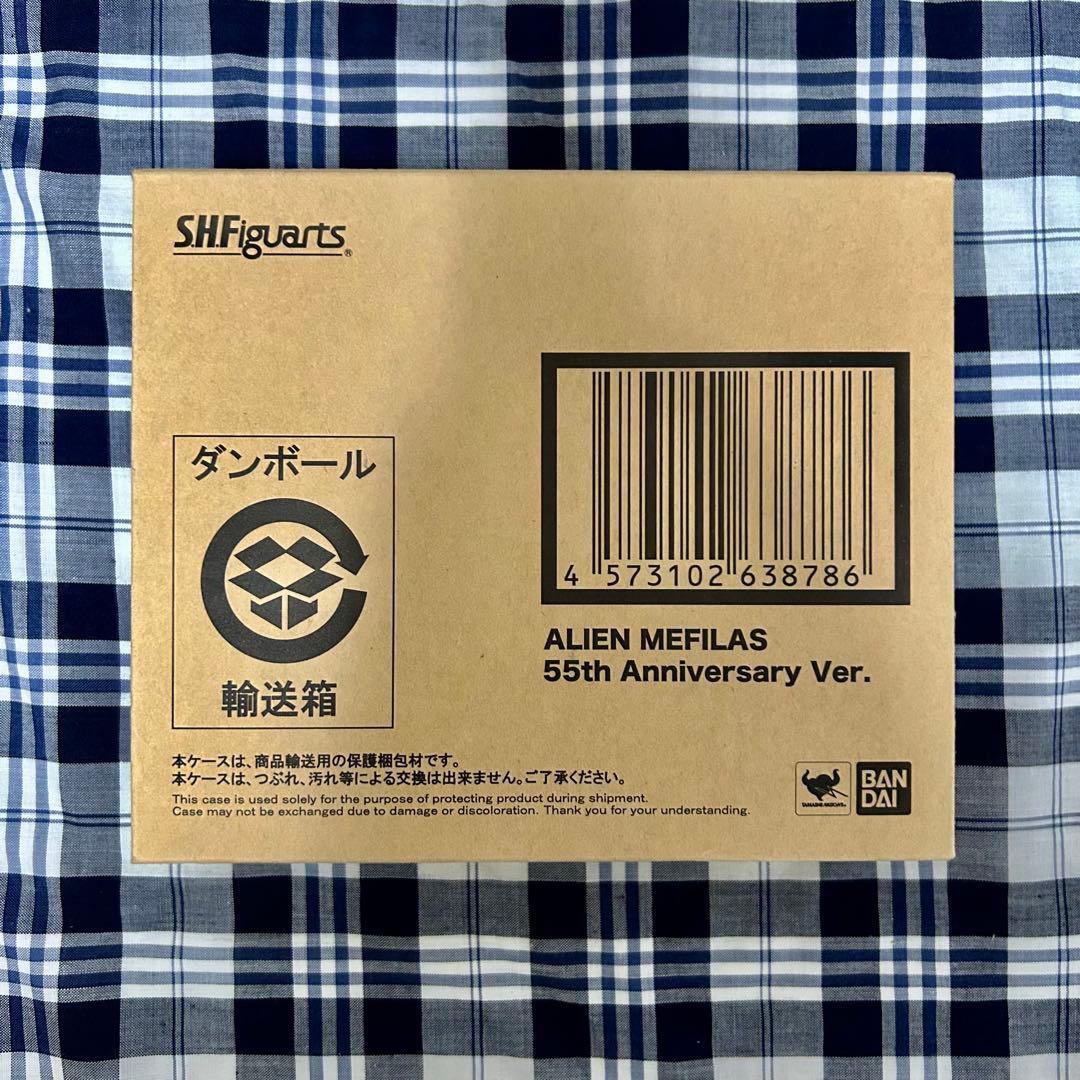 S.H.Figuarts®
ダンボール
輸送箱
4 573102 638786
ALIEN MEFILAS
55th Anniversary Ver.
本ケースは、商品輸送用の保護梱包材です。
本ケースは、つぶれ、汚れ等による交換は出来ません。ご了承ください。
This case is used solely for the purpose of protecting product during shipment.
Case may not be exchanged due to damage or discoloration. Thank you for your understanding.
TAMASHII NATIONS
BAN
DAI